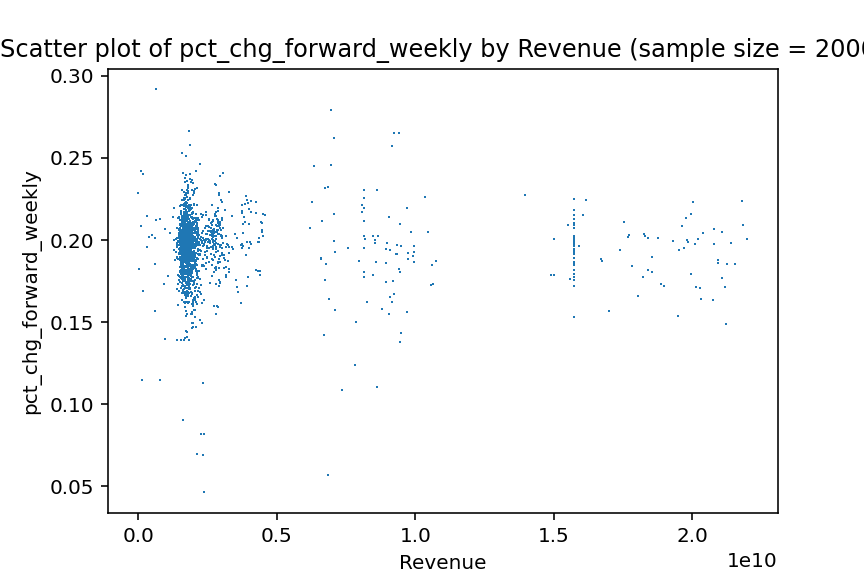 Scatter plot of pct_chg_forward_weekly by Revenue (sample size = 200
0.30
0.25
0.20
0.15
0.10
0.05
pct_chg_forward_weekly
0.0 0.5 1.0 1.5 2.0
Revenue
1e10